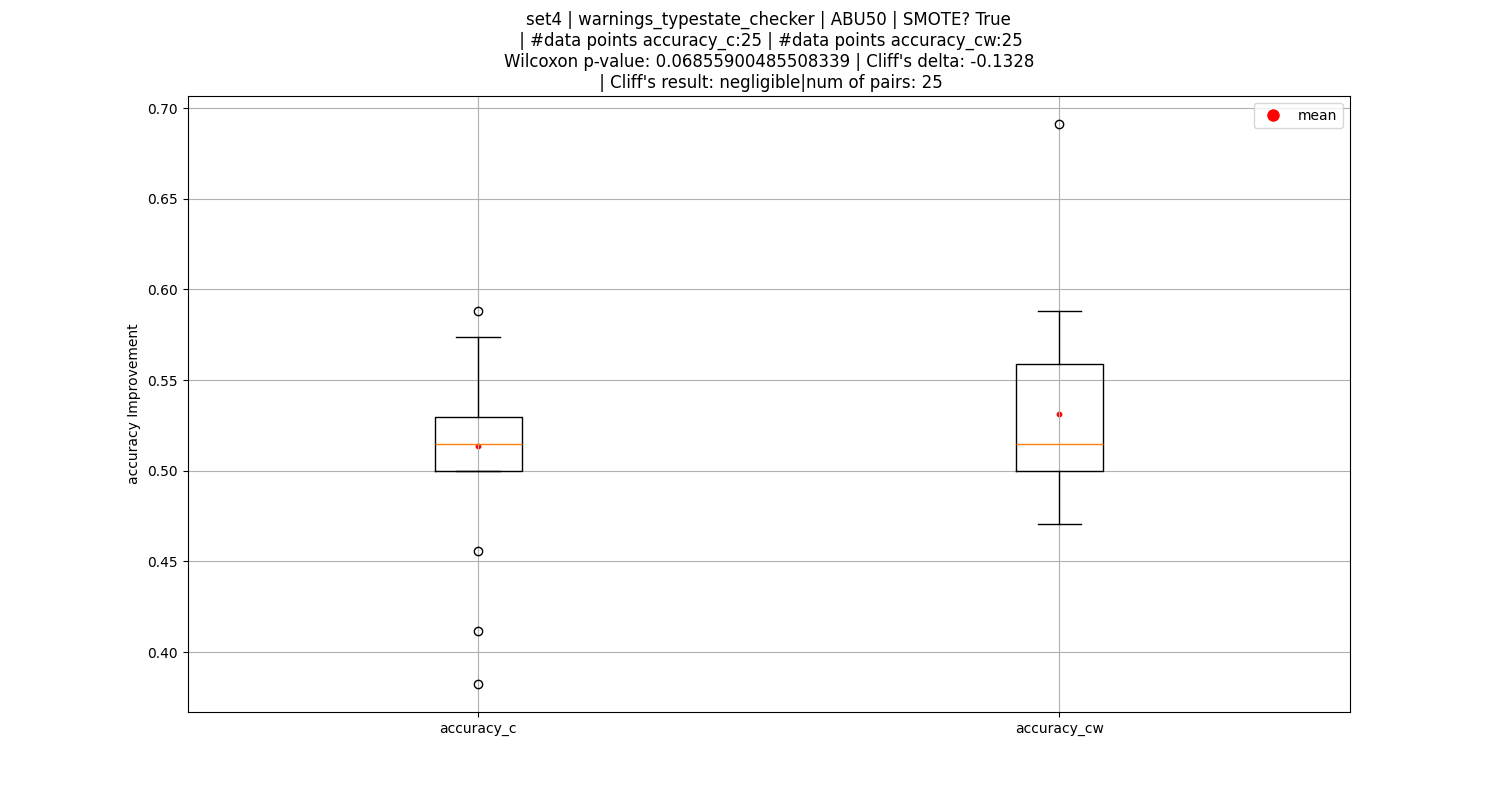 set4 | warnings_typestate_checker | ABU50 | SMOTE? True
| #data points accuracy_c:25 | #data points accuracy_cw:25
Wilcoxon p-value: 0.06855900485508339 | Cliff's delta: -0.1328
| Cliff's result: negligible|num of pairs: 25
mean
0.70
0.65
0.60
0.55
0.50
0.45
0.40
accuracy Improvement
accuracy_c
accuracy_cw